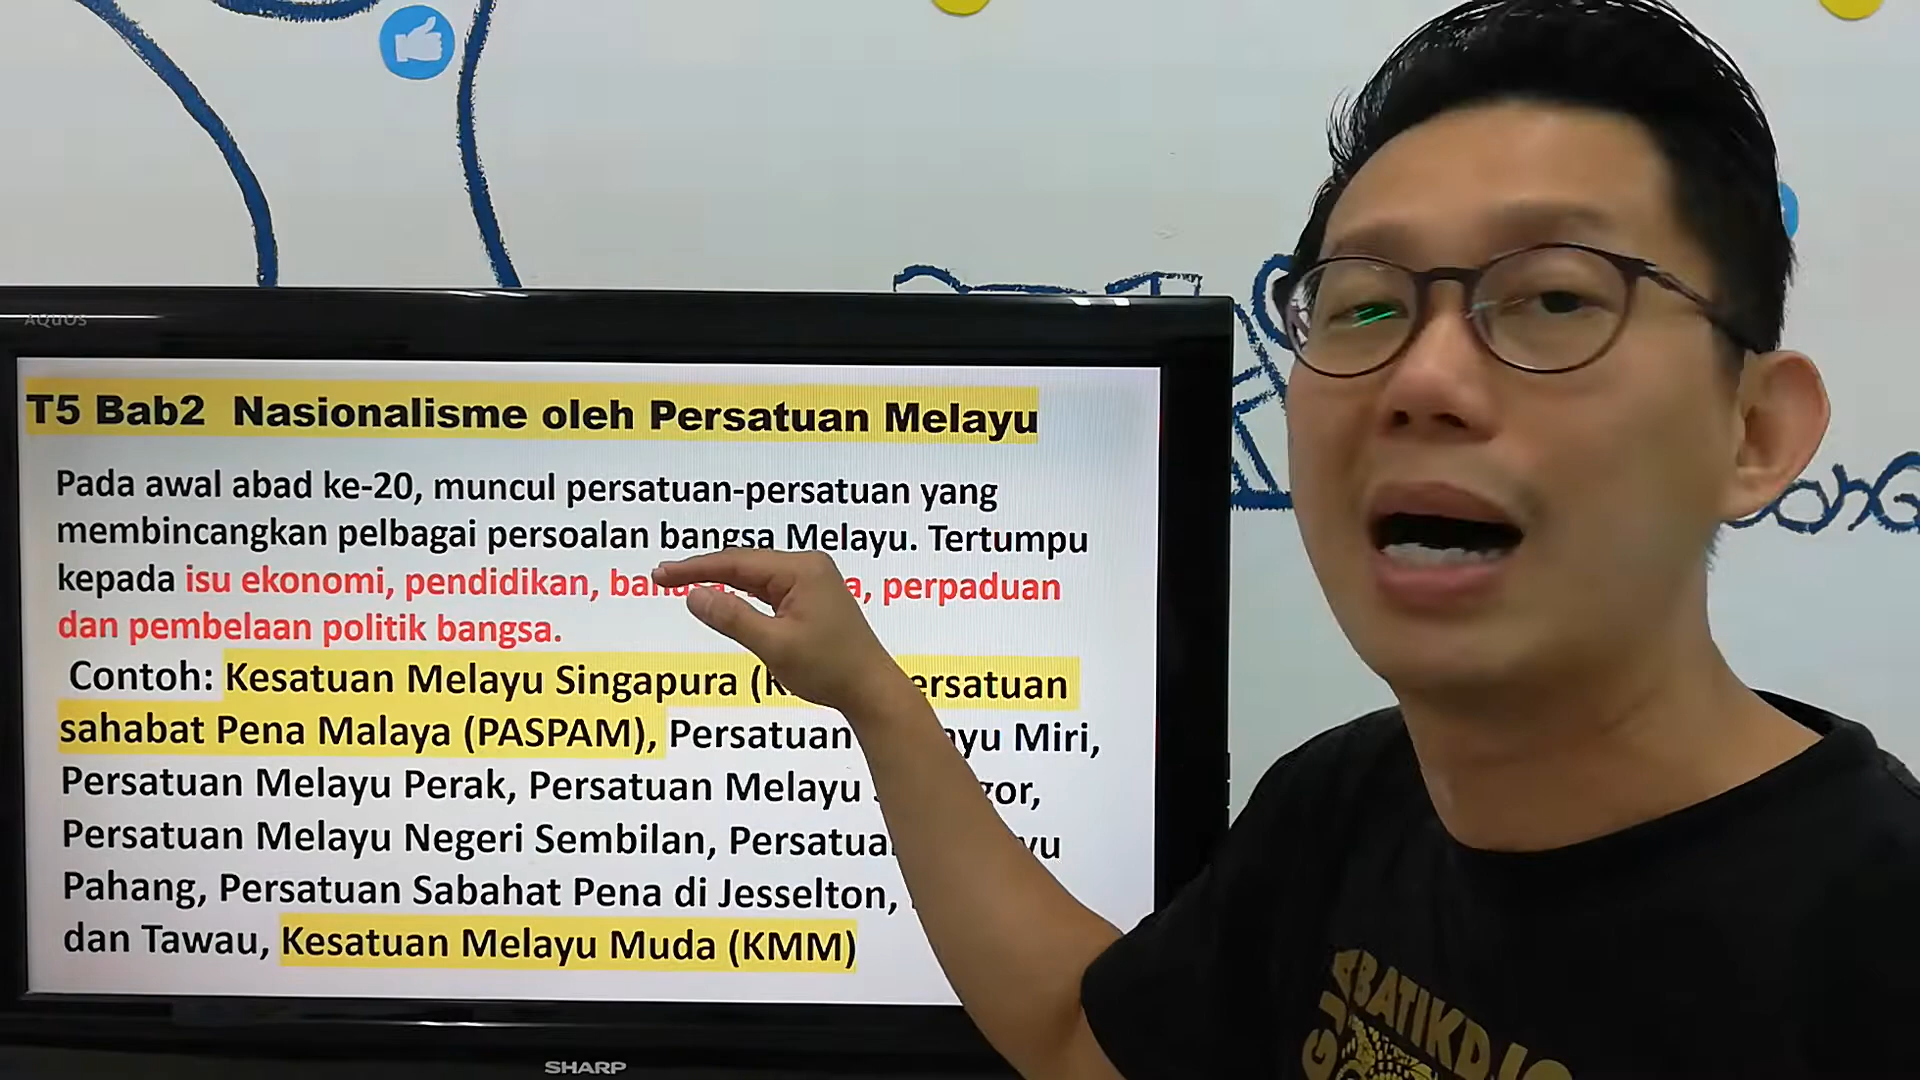 AQUOS
T5 Bab2 Nasionalisme oleh Persatuan Melayu
Pada awal abad ke-20, muncul persatuan-persatuan yang
membincangkan pelbagai persoalan bangsa Melayu. Tertumpu
kepada isu ekonomi, pendidikan, perpaduan
dan pembelaan politik bangsa.
Contoh: Kesatuan Melayu Singapura
sahabat Pena Malaya (PASPAM), Persatuan Miri,
Persatuan Melayu Perak, Persatuan Melayu
Persatuan Melayu Negeri Sembilan,
Pahang, Persatuan Sabahat Pena di Jesselton,
dan Tawau, Kesatuan Melayu Muda (KMM)
SHARP